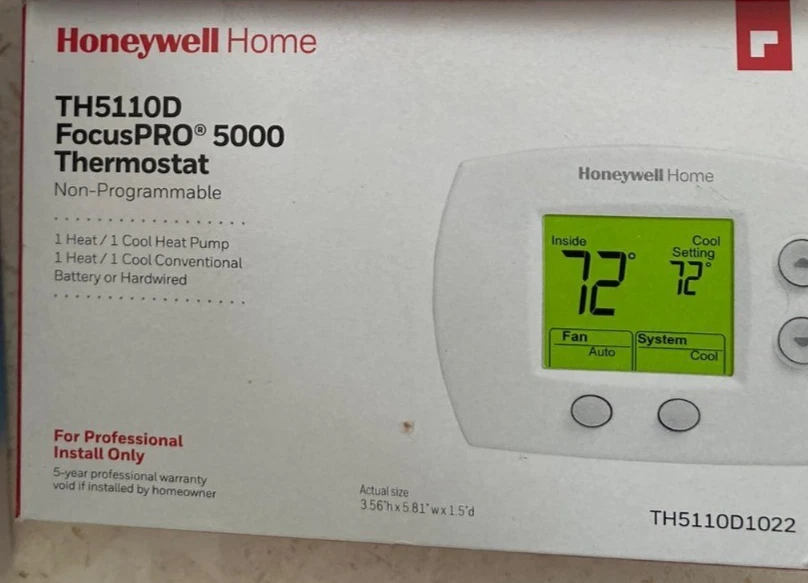 Honeywell Home
TH5110D
FocusPRO® 5000
Thermostat
Non-Programmable
1 Heat / 1 Cool Heat Pump
1 Heat / 1 Cool Conventional
Battery or Hardwired
For Professional
Install Only
5-year professional warranty
void if installed by homeowner
Actual size
3.56"h x 5.81" w x 1.5"d
Honeywell Home
Inside
72°
Cool
Setting
72°
Fan
Auto
System
Cool
TH5110D1022